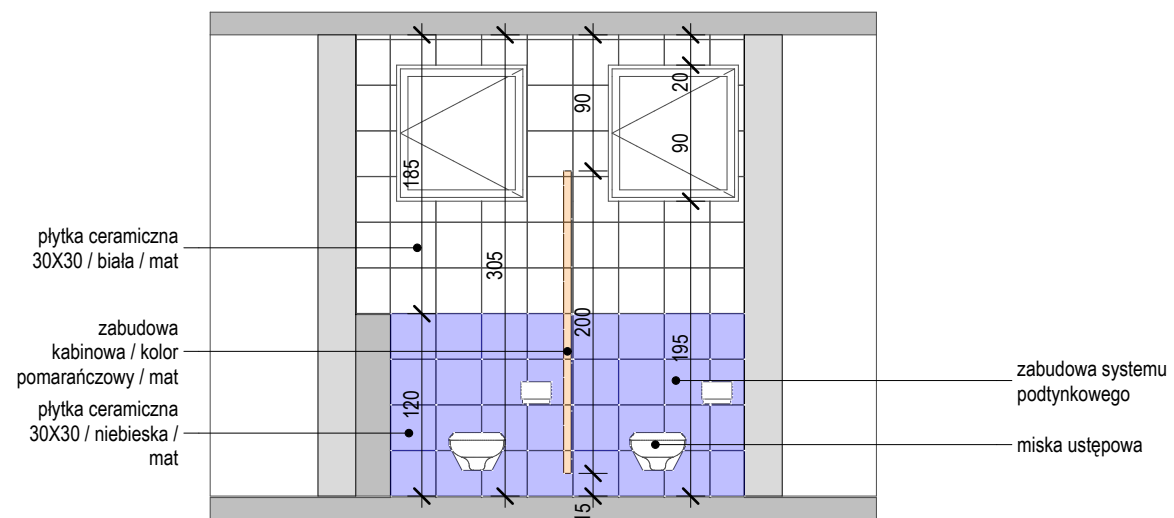 płytka ceramiczna
30X30 / biała / mat
zabudowa
kabinowa / kolor
pomarańczowy / mat
płytka ceramiczna
30X30 / niebieska /
mat
185
120
305
90
200
15
20
90
195
zabudowa systemu
podtynkowego
miska ustępowa